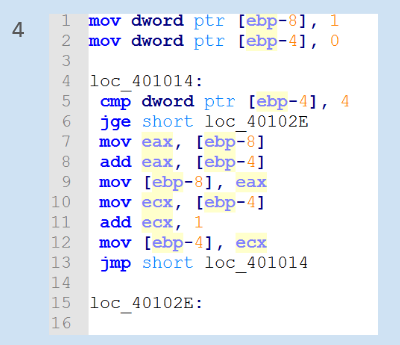 4
1 mov dword ptr [ebp-8], 1
2 mov dword ptr [ebp-4], 0
3
4 loc_401014:
5 cmp dword ptr [ebp-4], 4
6 jge short loc_40102E
7 mov eax, [ebp-8]
8 add eax, [ebp-4]
9 mov [ebp-8], eax
10 mov ecx, [ebp-4]
11 add ecx, 1
12 mov [ebp-4], ecx
13 jmp short loc_401014
14
15 loc_40102E:
16